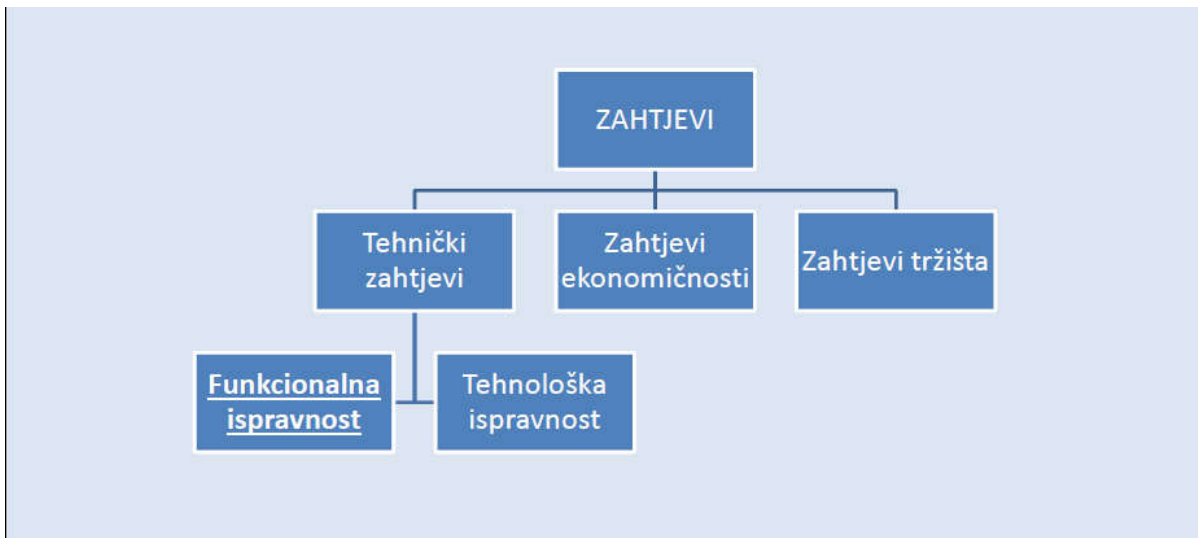 ZAHTJEVI
Tehnički
zahtjevi
Zahtjevi
ekonomičnosti
Zahtjevi tržišta
Funkcionalna
ispravnost
Tehnološka
ispravnost